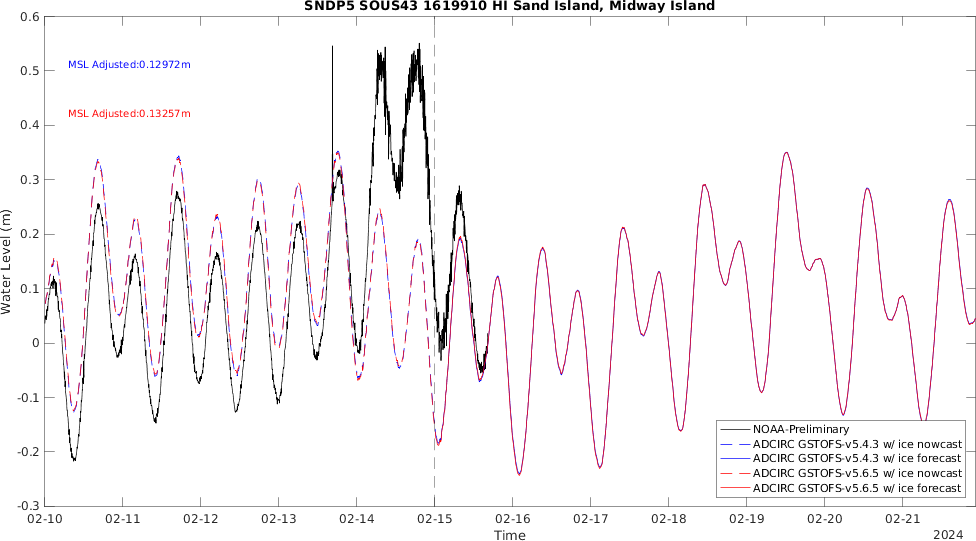 SNDP5 SOUS43 1619910 HI Sand Island, Midway Island
0.6
0.5
0.4
0.3
0.2
0.1
0
-0.1
-0.2
-0.3
Water Level (m)
MSL Adjusted:0.12972m
MSL Adjusted:0.13257m
NOAA-Preliminary
ADCIRC GSTOFS-v5.4.3 w/ ice nowcast
ADCIRC GSTOFS-v5.4.3 w/ ice forecast
ADCIRC GSTOFS-v5.6.5 w/ ice nowcast
ADCIRC GSTOFS-v5.6.5 w/ ice forecast
02-10 02-11 02-12 02-13 02-14 02-15 02-16 02-17 02-18 02-19 02-20 02-21
Time
2024